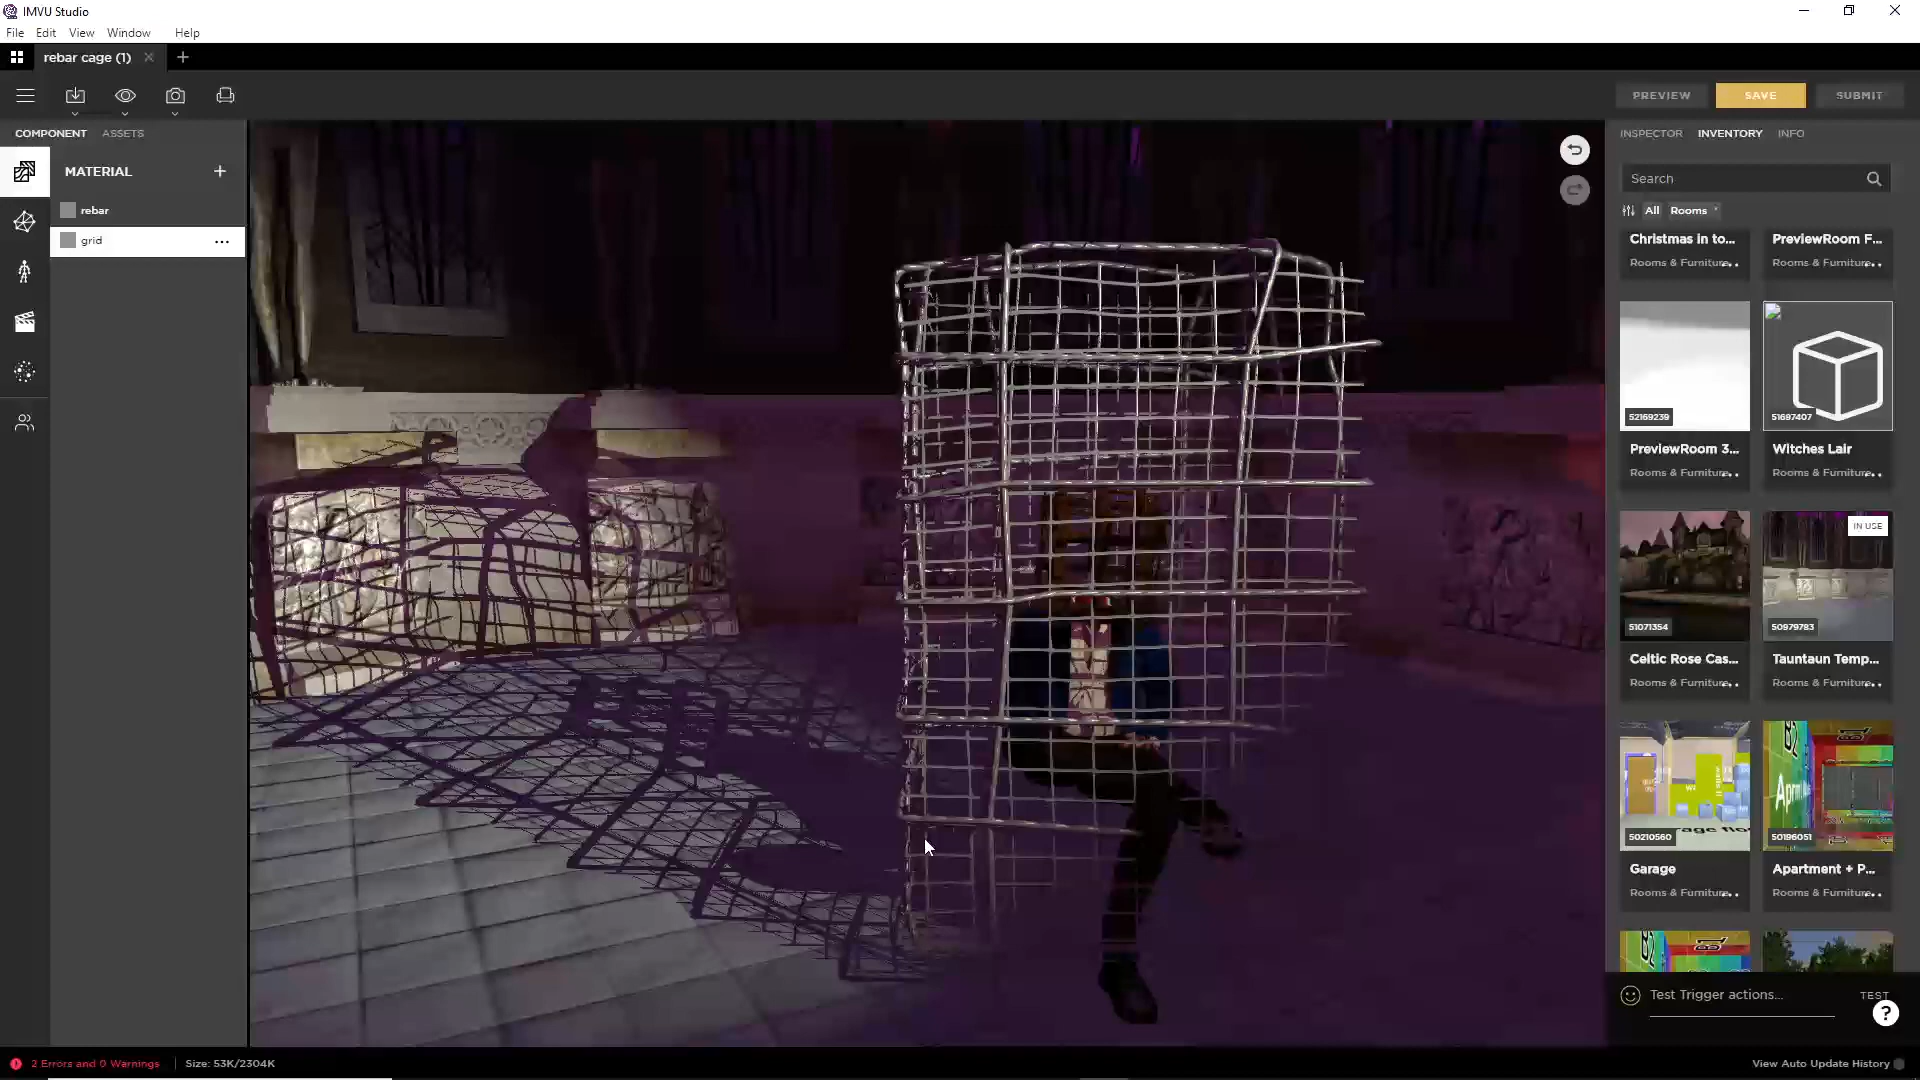 IMVU Studio
File Edit View Window Help
rebar cage (1)
PREVIEW SAVE SUBMIT
COMPONENT ASSETS
MATERIAL
rebar
grid
INSPECTOR INVENTORY INFO
Search
All Rooms
Christmas in to... PreviewRoom F...
Rooms & Furniture... Rooms & Furniture...
52169239 51697407
PreviewRoom 3... Witches Lair
Rooms & Furniture... Rooms & Furniture...
IN USE
51071354 50979783
Celtic Rose Cas... Tauntaun Temp...
Rooms & Furniture... Rooms & Furniture...
50210560 50196051
Garage Apartment + P...
Rooms & Furniture... Rooms & Furniture...
Test Trigger actions... TEST
?
2 Errors and 0 Warnings Size: 53K/2304K View Auto Update History